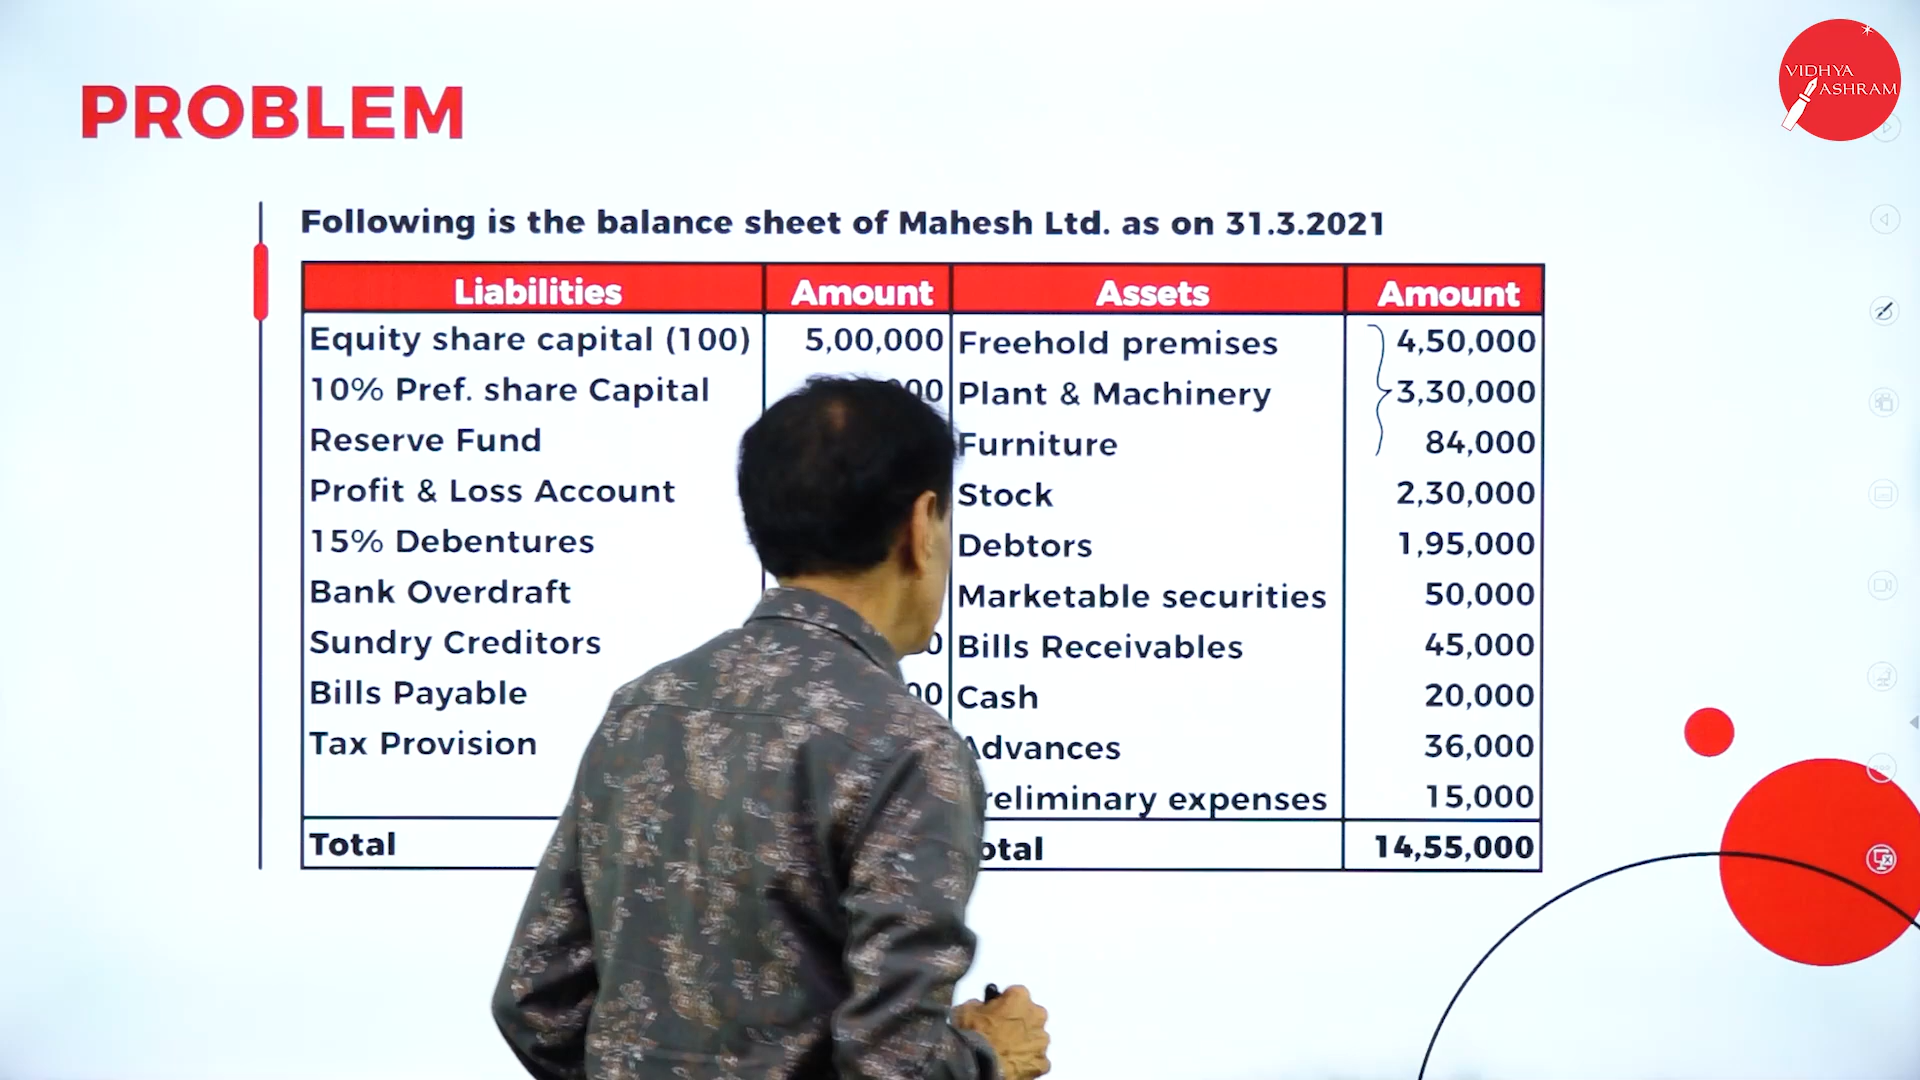 VIDHYA
ASHRAM
PROBLEM
Following is the balance sheet of Mahesh Ltd. as on 31.3.2021
Liabilities Amount Assets Amount
Equity share capital (100) 5,00,000 Freehold premises 4,50,000
10% Pref. share Capital Plant & Machinery 3,30,000
Reserve Fund Furniture 84,000
Profit & Loss Account Stock 2,30,000
15% Debentures Debtors 1,95,000
Bank Overdraft Marketable securities 50,000
Sundry Creditors Bills Receivables 45,000
Bills Payable Cash 20,000
Tax Provision Advances 36,000
expenses 15,000
Total 14,55,000